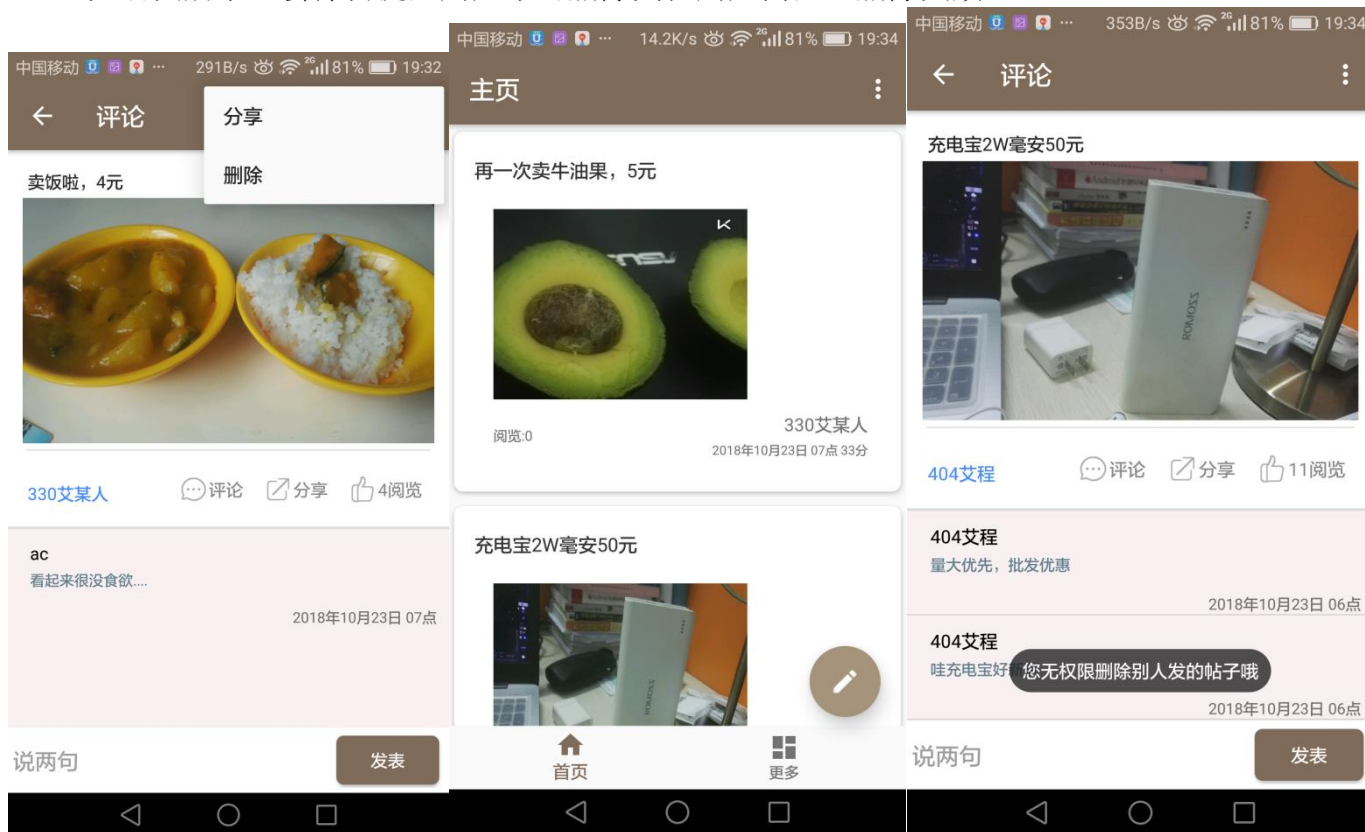 中国移动 ... 291B/s 2G 81% 19:32
评论
分享
删除
卖饭啦，4元
330艾某人
评论 分享 4阅览
ac
看起来很没食欲....
2018年10月23日 07点
说两句
发表
中国移动 ... 14.2K/s 2G 81% 19:34
主页
再一次卖牛油果，5元
阅览:0
330艾某人
2018年10月23日 07点 33分
充电宝2W毫安50元
ROMOSS
首页
更多
中国移动 ... 353B/s 2G 81% 19:34
评论
充电宝2W毫安50元
ROMOSS
404艾程
评论 分享 11阅览
404艾程
量大优先，批发优惠
2018年10月23日 06点
404艾程
哇充电宝好
您无权限删除别人发的帖子哦
2018年10月23日 06点
说两句
发表